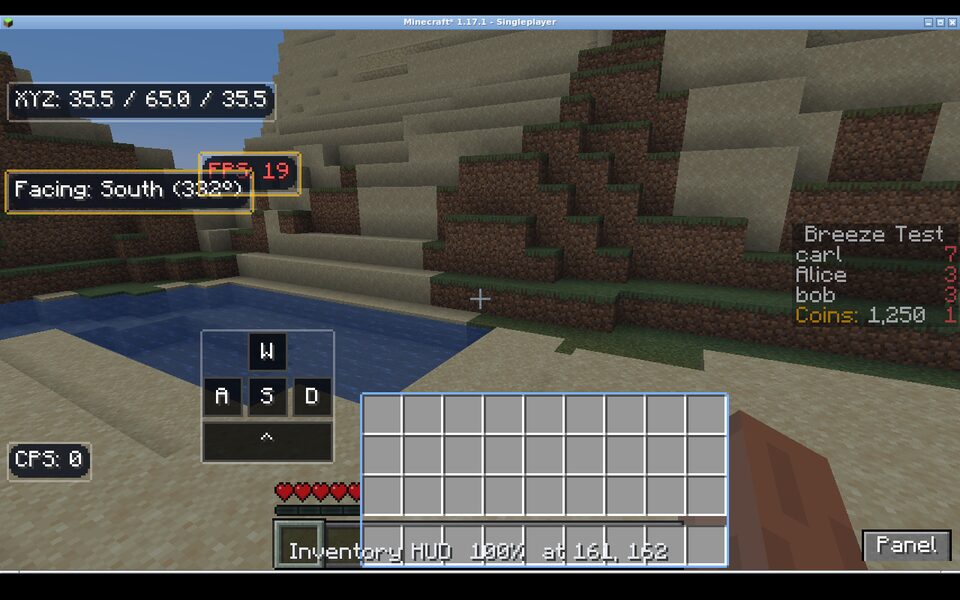 Minecraft* 1.17.1 - Singleplayer
XYZ: 35.5 / 65.0 / 35.5
FPS: 19
Facing: South (332°)
Breeze Test
carl 7
Alice 3
bob 3
Coins: 1,250 1
W
A S D
^
CPS: 0
Inventory HUD 100% at 161, 162
Panel